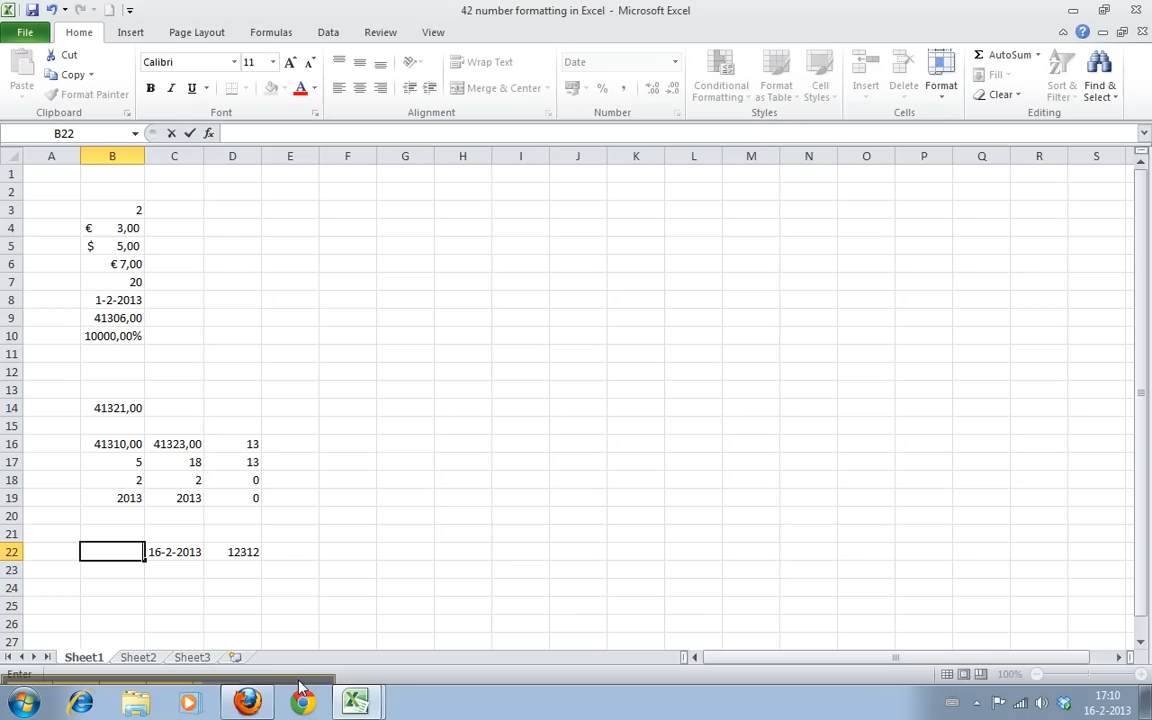 42 number formatting in Excel - Microsoft Excel
File Home Insert Page Layout Formulas Data Review View
Paste
Cut
Copy
Format Painter
Clipboard
Calibri 11
B I U
Font
Wrap Text
Merge & Center
Alignment
Date
%
Number
Conditional Formatting
Format as Table
Cell Styles
Styles
Insert
Delete
Format
Cells
AutoSum
Fill
Clear
Sort & Filter
Find & Select
Editing
B22 fx
A B C D E F G H I J K L M N O P Q R S
1
2
3 2
4 € 3,00
5 $ 5,00
6 € 7,00
7 20
8 1-2-2013
9 41306,00
10 10000,00%
11
12
13
14 41321,00
15
16 41310,00 41323,00 13
17 5 18 13
18 2 2 0
19 2013 2013 0
20
21
22 16-2-2013 12312
23
24
25
26
27
Sheet1 Sheet2 Sheet3
Enter 100%
17:10
16-2-2013